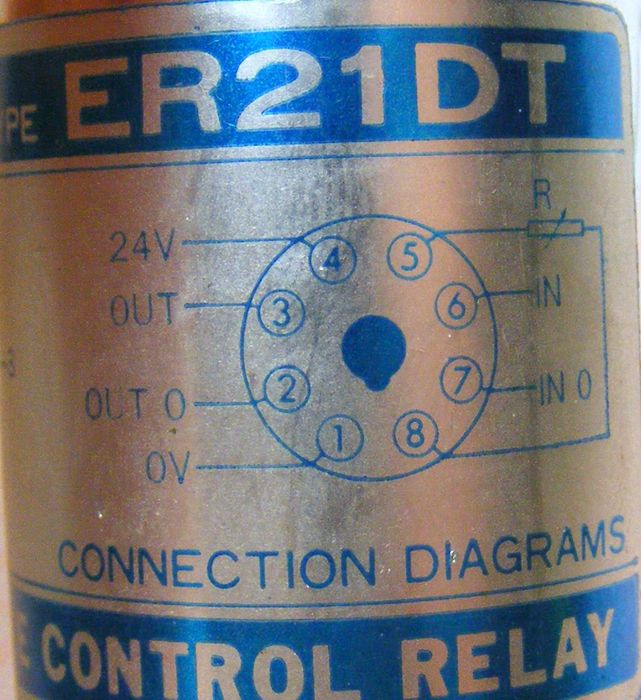 PE ER21DT
R
24V 4 5
OUT 3 6 IN
-3
OUT 0 2 7 IN 0
0V 1 8
CONNECTION DIAGRAMS
E CONTROL RELAY